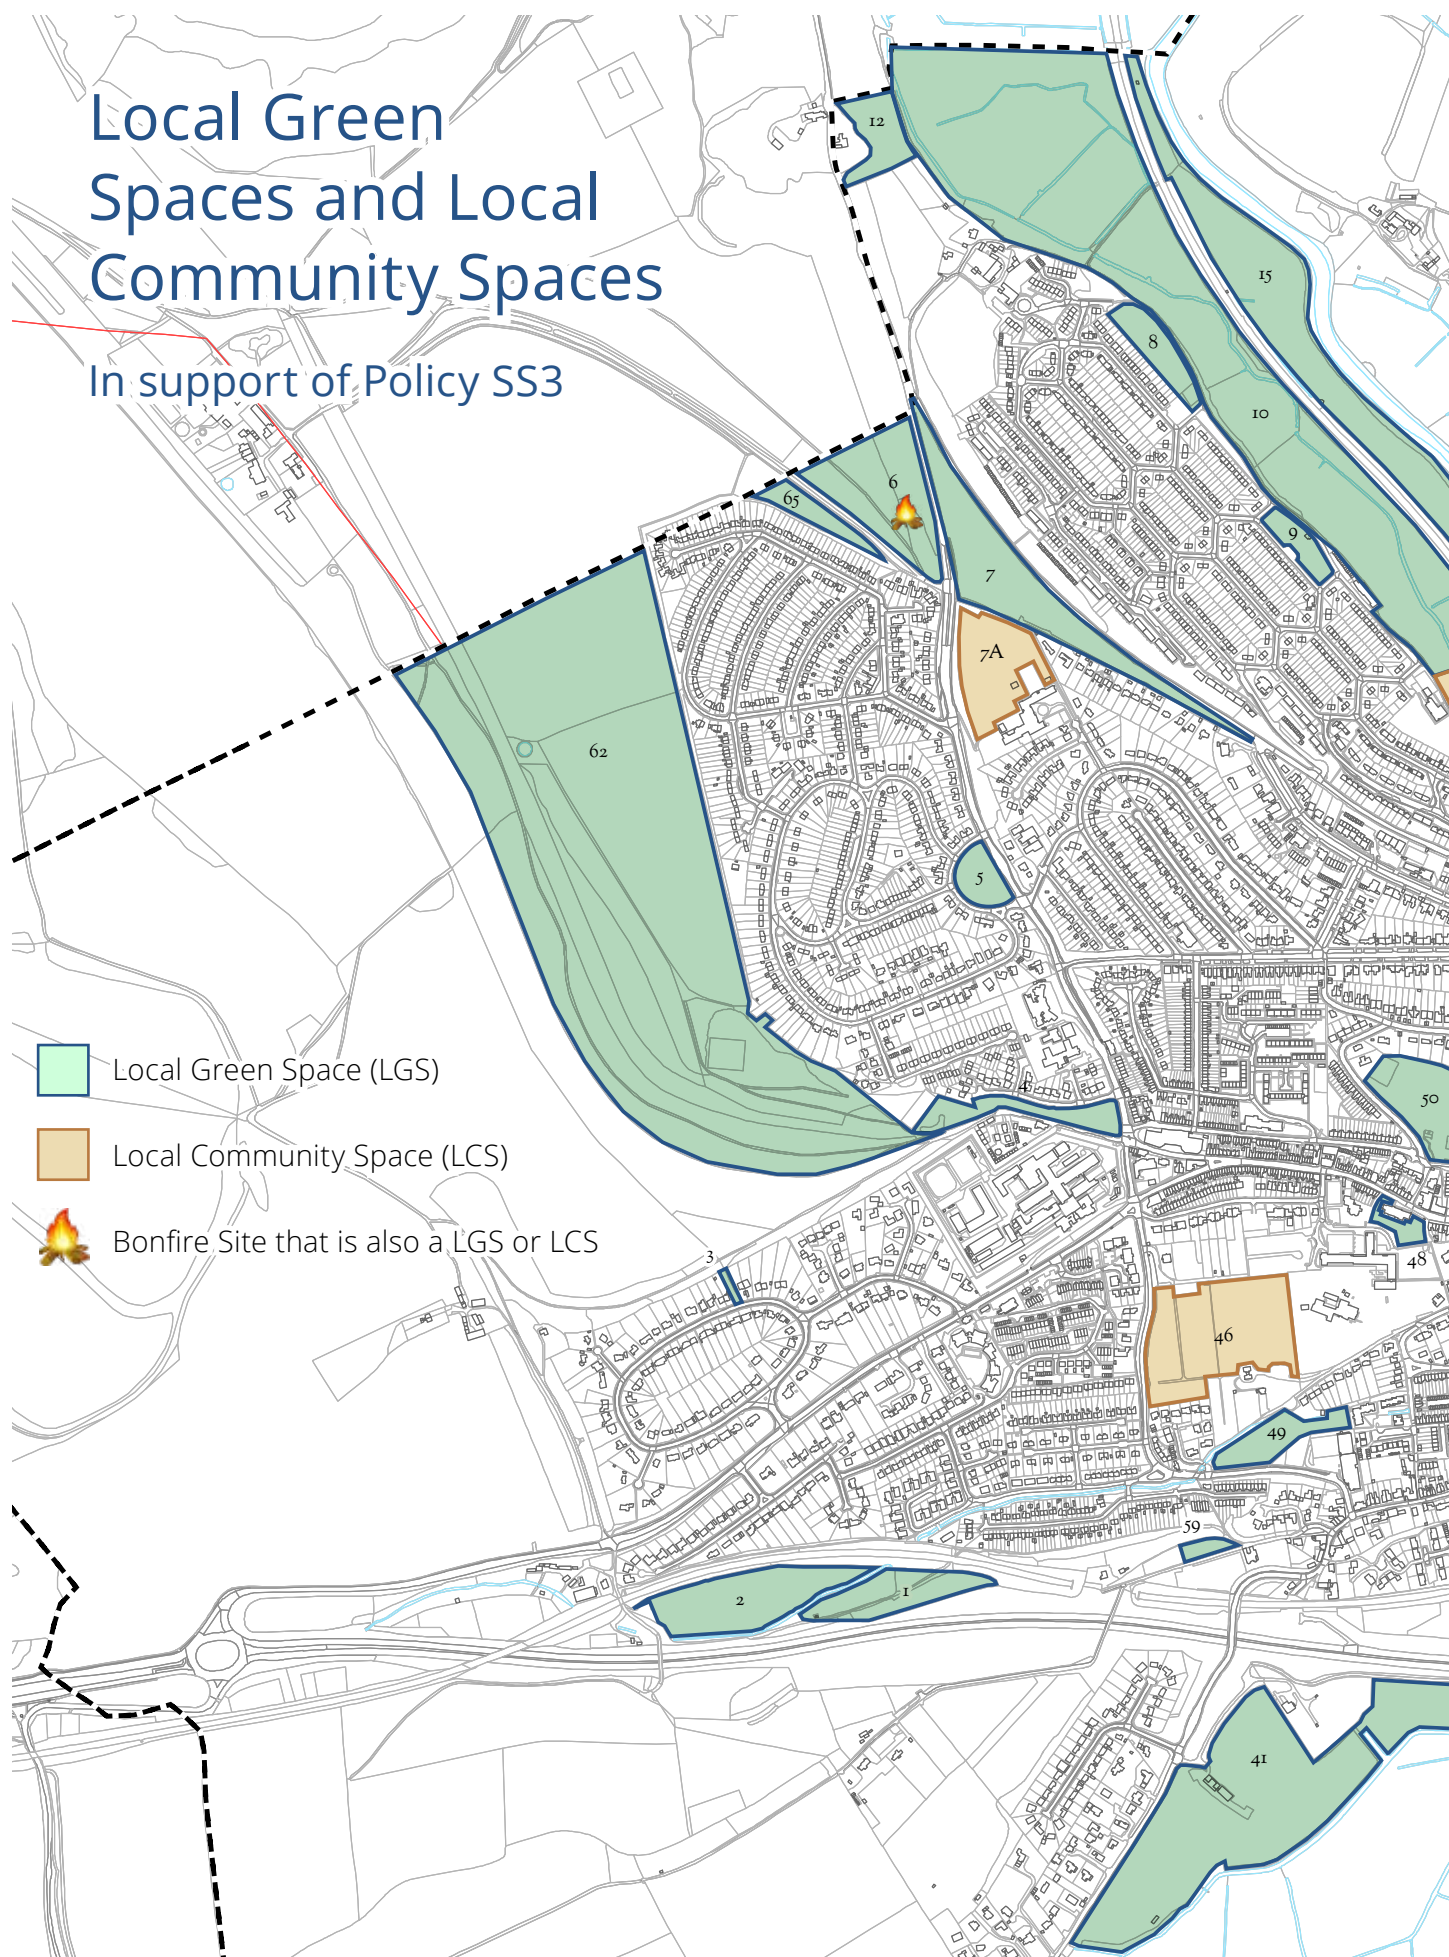 Local Green
Spaces and Local
Community Spaces
In support of Policy SS3
12
15
8
10
6
65
9
7
7A
62
5
4
50
Local Green Space (LGS)
Local Community Space (LCS)
Bonfire Site that is also a LGS or LCS
3
48
46
49
59
2
1
41